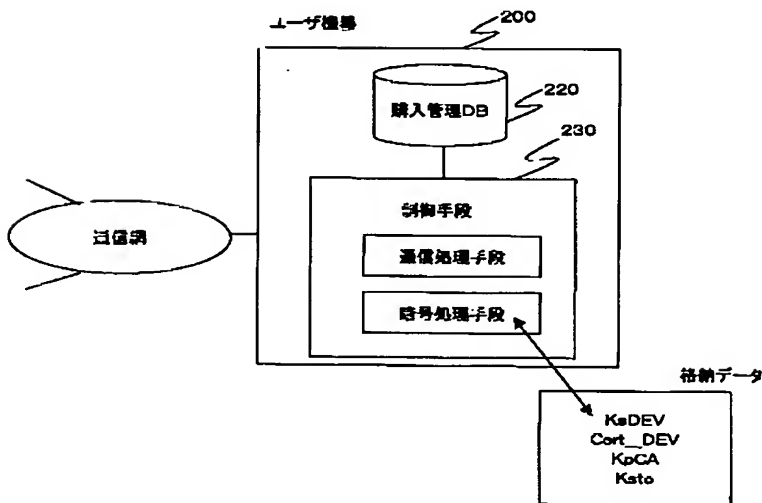 ユーザ機器
200
220
購入管理DB
230
制御手段
通信網
通信処理手段
暗号処理手段
格納データ
KsDEV
Cert_DEV
KpCA
Ksto